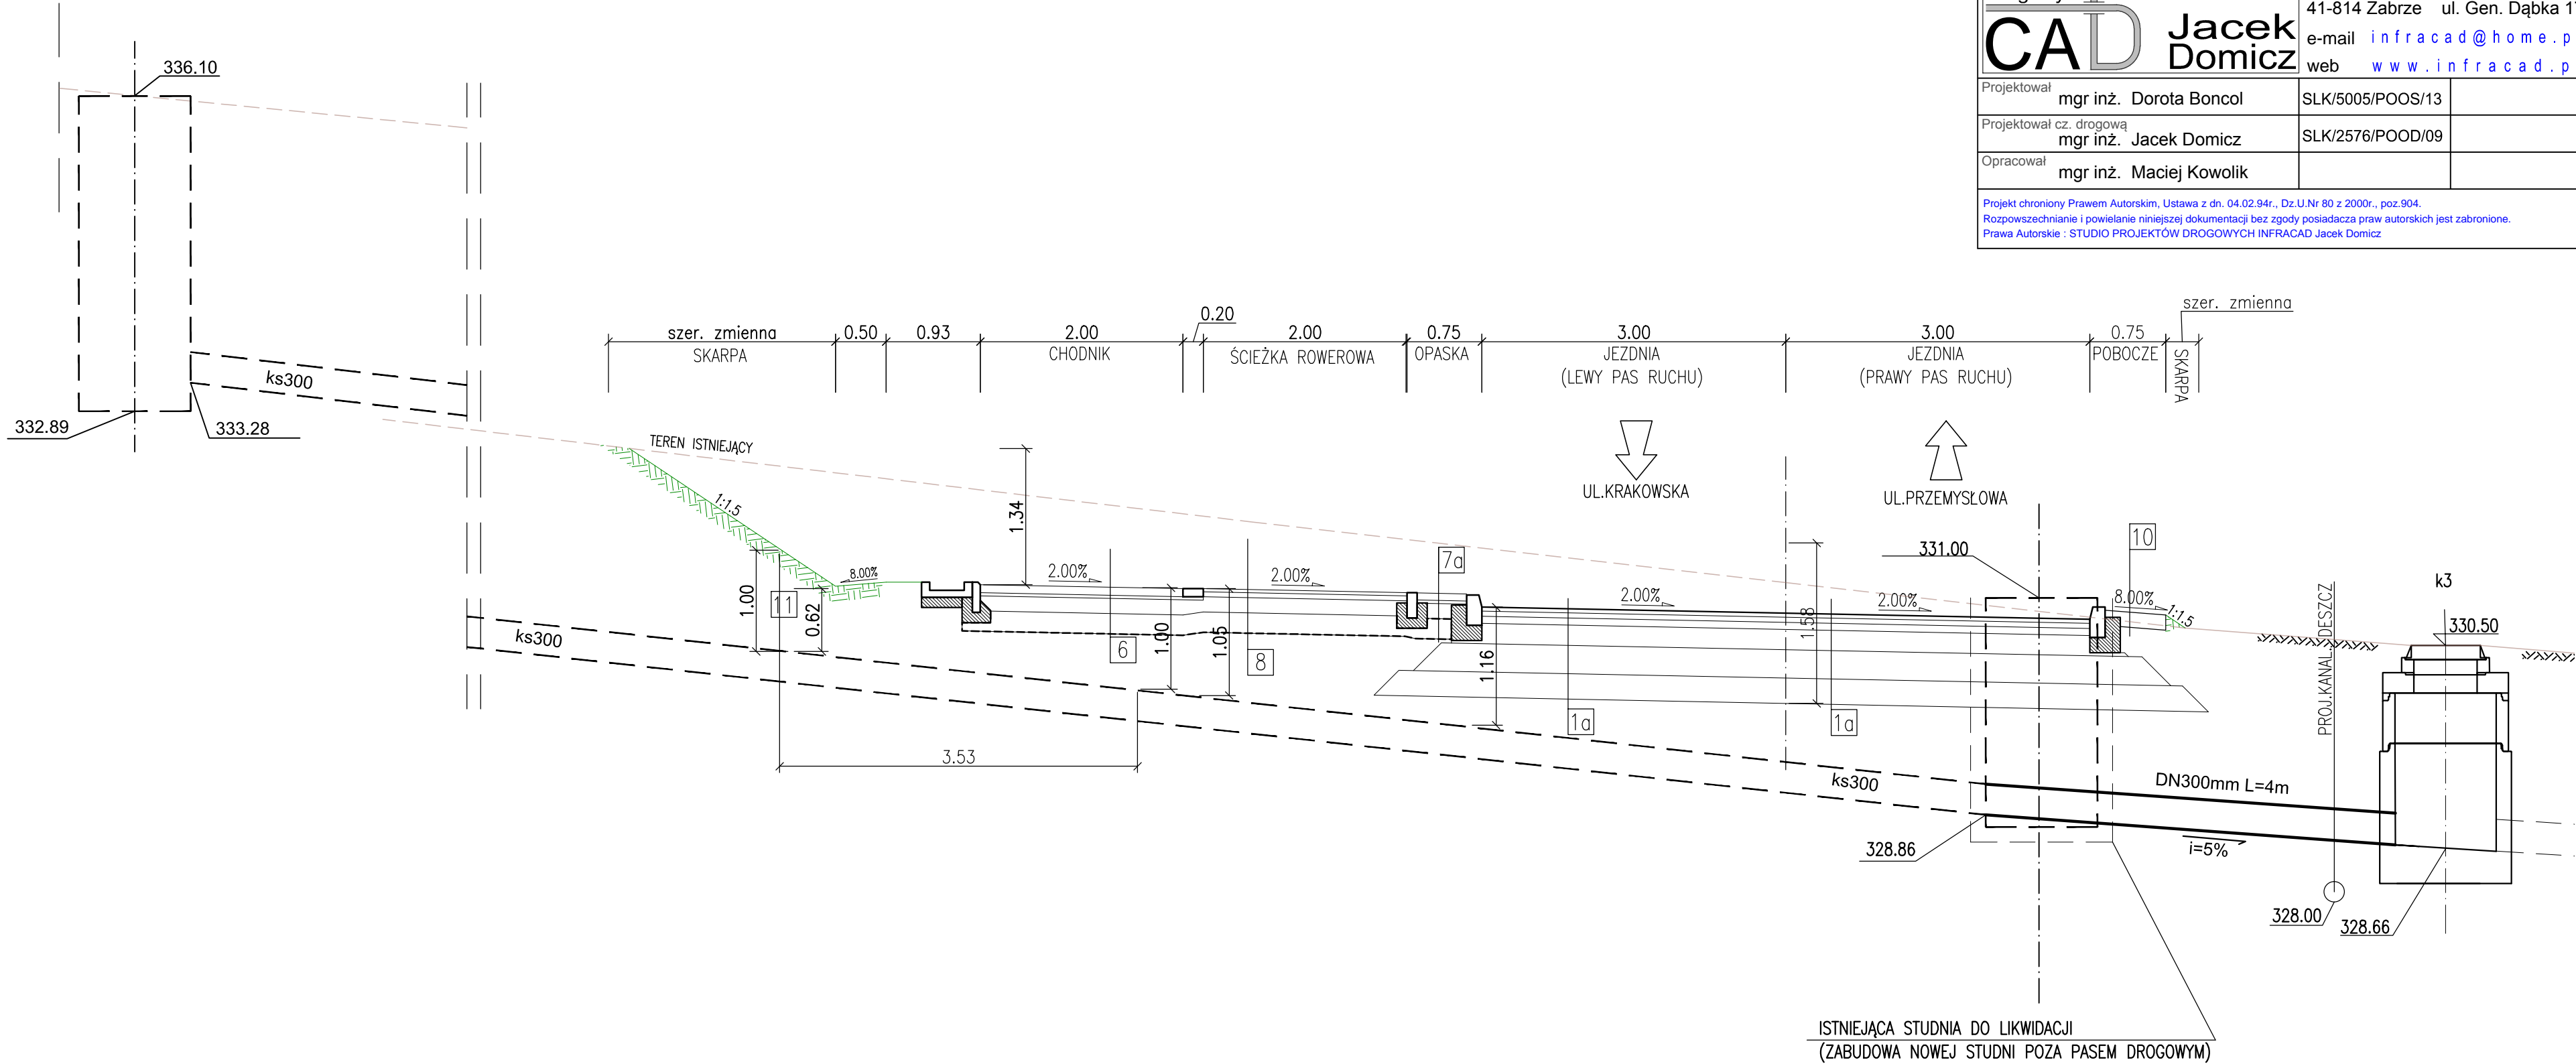 CAD
Jacek
Domicz
41-814 Zabrze ul. Gen. Dąbka
e-mail infracad@home.p
web www.infracad.p
Projektował
mgr inż. Dorota Boncol
SLK/5005/POOS/13
Projektował cz. drogową
mgr inż. Jacek Domicz
SLK/2576/POOD/09
Opracował
mgr inż. Maciej Kowolik
Projekt chroniony Prawem Autorskim, Ustawa z dn. 04.02.94r., Dz.U.Nr 80 z 2000r., poz.904.
Rozpowszechnianie i powielanie niniejszej dokumentacji bez zgody posiadacza praw autorskich jest zabronione.
Prawa Autorskie : STUDIO PROJEKTÓW DROGOWYCH INFRACAD Jacek Domicz
336.10
ks300
332.89
333.28
szer. zmienna
0.50
0.93
2.00
0.20
2.00
0.75
3.00
3.00
0.75
szer. zmienna
SKARPA
CHODNIK
ŚCIEŻKA ROWEROWA
OPASKA
JEZDNIA
(LEWY PAS RUCHU)
JEZDNIA
(PRAWY PAS RUCHU)
POBOCZE
SKARPA
TEREN ISTNIEJĄCY
UL.KRAKOWSKA
UL.PRZEMYSŁOWA
1:1.5
1.34
331.00
10
7a
8.00%
2.00%
2.00%
2.00%
2.00%
8.00%
1:1.5
k3
330.50
1.00
11
0.62
6
1.00
1.05
8
1.16
1a
1.58
1a
PROJ.KANAL.DESZCZ
ks300
3.53
ks300
DN300mm L=4m
i=5%
328.86
328.00
328.66
ISTNIEJĄCA STUDNIA DO LIKWIDACJI
(ZABUDOWA NOWEJ STUDNI POZA PASEM DROGOWYM)